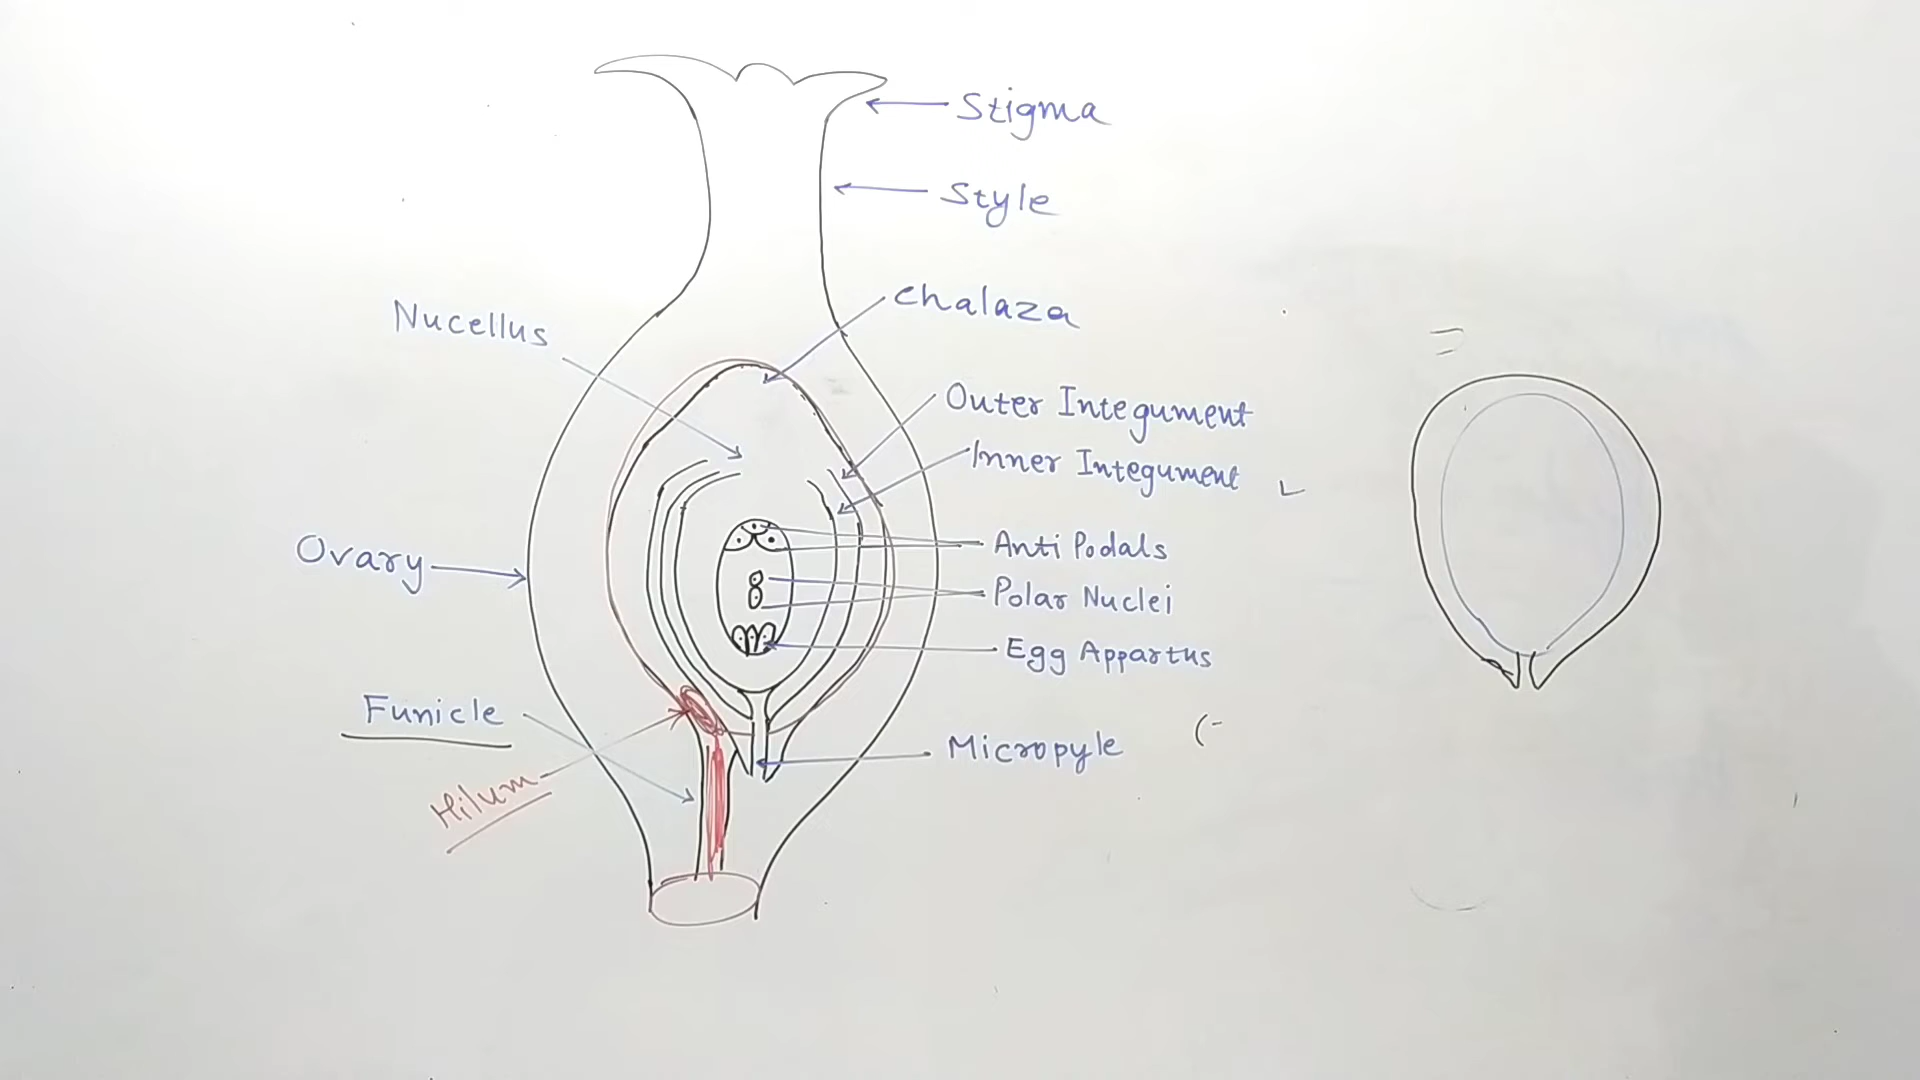 Stigma
Style
Chalaza
Nucellus
Outer Integument
Inner Integument
Ovary
Anti Podals
Polar Nuclei
Egg Appartus
Funicle
Micropyle
Hilum